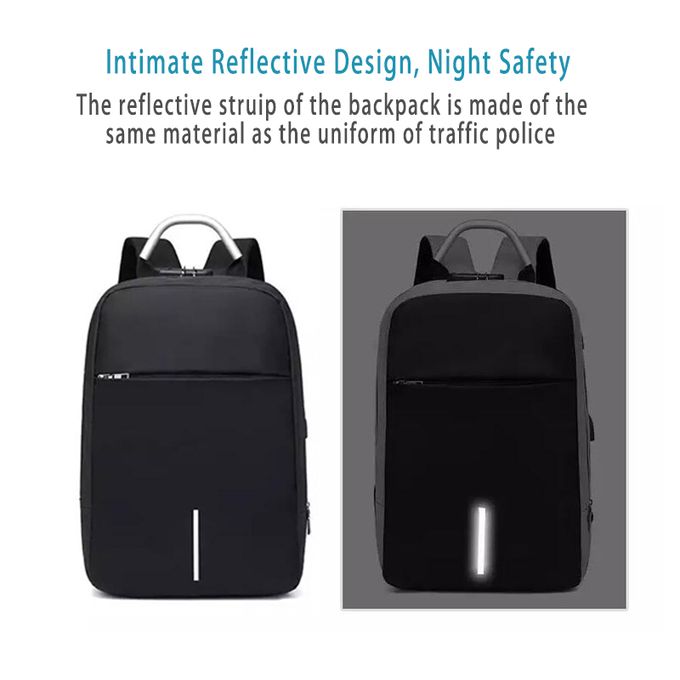 Intimate Reflective Design, Night Safety
The reflective struip of the backpack is made of the
same material as the uniform of traffic police